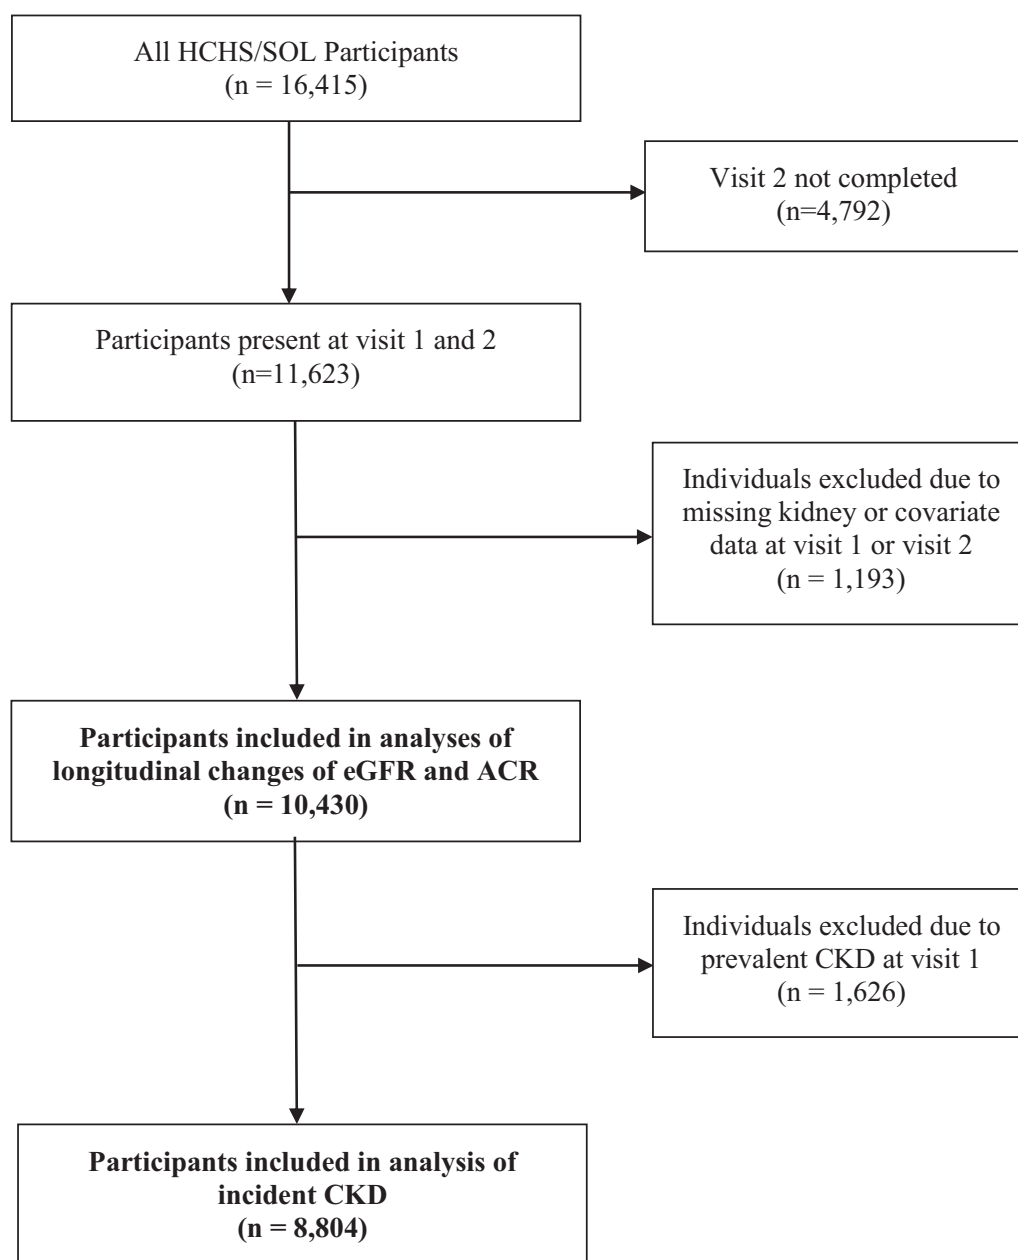 All HCHS/SOL Participants
(n = 16,415)
Visit 2 not completed
(n=4,792)
Participants present at visit 1 and 2
(n=11,623)
Individuals excluded due to
missing kidney or covariate
data at visit 1 or visit 2
(n = 1,193)
Participants included in analyses of
longitudinal changes of eGFR and ACR
(n = 10,430)
Individuals excluded due to
prevalent CKD at visit 1
(n = 1,626)
Participants included in analysis of
incident CKD
(n = 8,804)